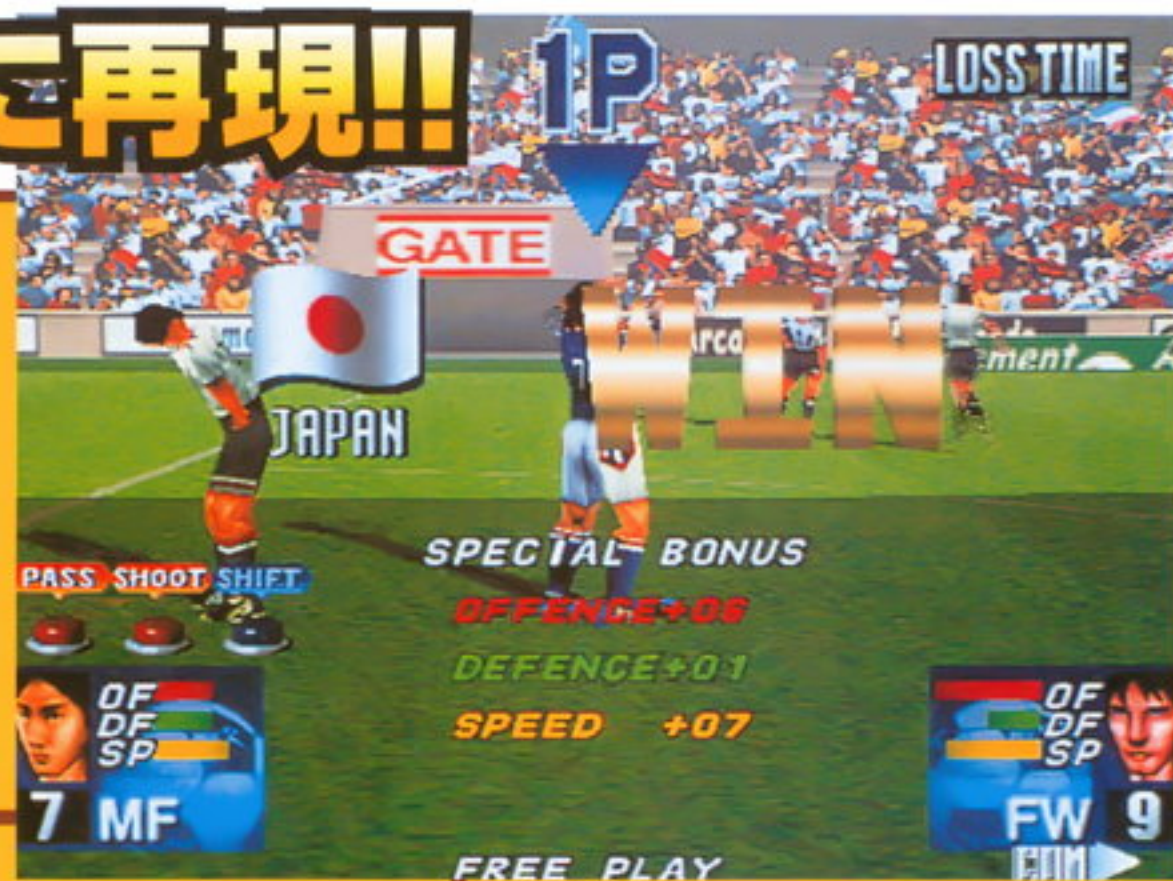 に再現!!
1P
LOSS TIME
GATE
JAPAN
WIN
7
SPECIAL BONUS
OFFENCE+06
DEFENCE+01
SPEED +07
PASS SHOOT SHIFT
OF
DF
SP
7 MF
OF
DF
SP
FW 9
COM
FREE PLAY